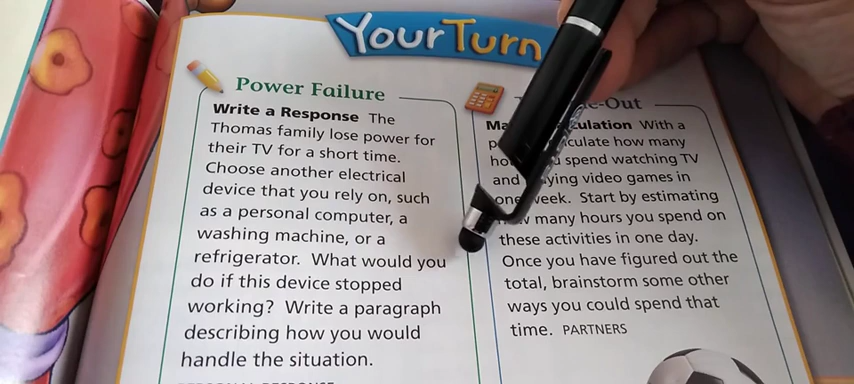 Your Turn
Power Failure
Write a Response The
Thomas family lose power for
their TV for a short time.
Choose another electrical
device that you rely on, such
as a personal computer, a
washing machine, or a
refrigerator. What would you
do if this device stopped
working? Write a paragraph
describing how you would
handle the situation.
PERSONAL RESPONSE
e-Out
Ma culation With a
p culate how many
ho u spend watching TV
and ying video games in
one week. Start by estimating
many hours you spend on
these activities in one day.
Once you have figured out the
total, brainstorm some other
ways you could spend that
time. PARTNERS